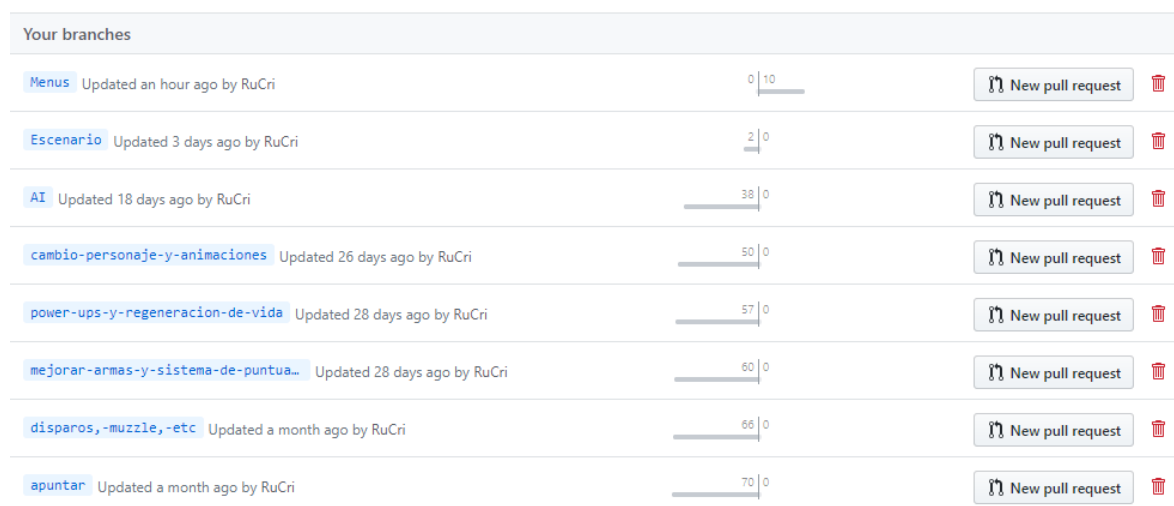 Your branches
Menus Updated an hour ago by RuCri 0 10 New pull request
Escenario Updated 3 days ago by RuCri 2 0 New pull request
AI Updated 18 days ago by RuCri 38 0 New pull request
cambio-personaje-y-animaciones Updated 26 days ago by RuCri 50 0 New pull request
power-ups-y-regeneracion-de-vida Updated 28 days ago by RuCri 57 0 New pull request
mejorar-armas-y-sistema-de-puntua… Updated 28 days ago by RuCri 60 0 New pull request
disparos,-muzzle,-etc Updated a month ago by RuCri 66 0 New pull request
apuntar Updated a month ago by RuCri 70 0 New pull request